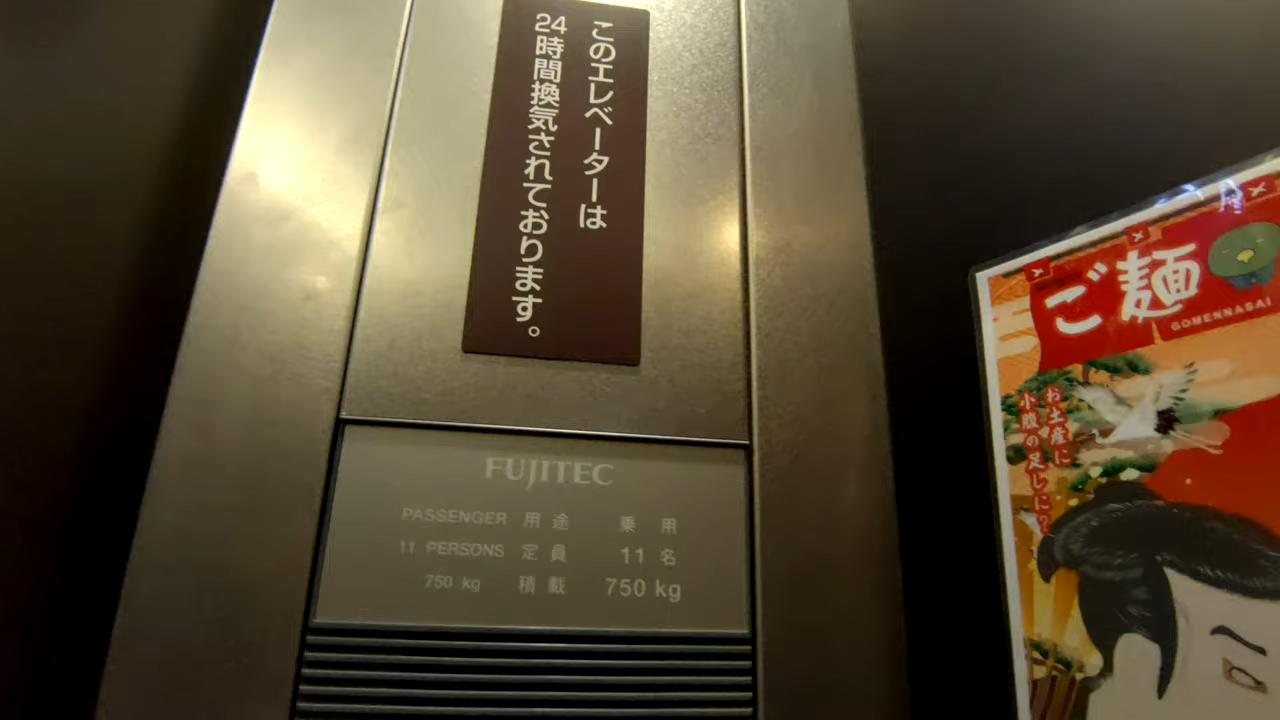 このエレベーターは
24時間換気されております。
FUJITEC
PASSENGER 用途 乗用
11 PERSONS 定員 11名
750 kg 積載 750 kg
ご麺
GOMENNASAI
お土産に
小腹の足しに?